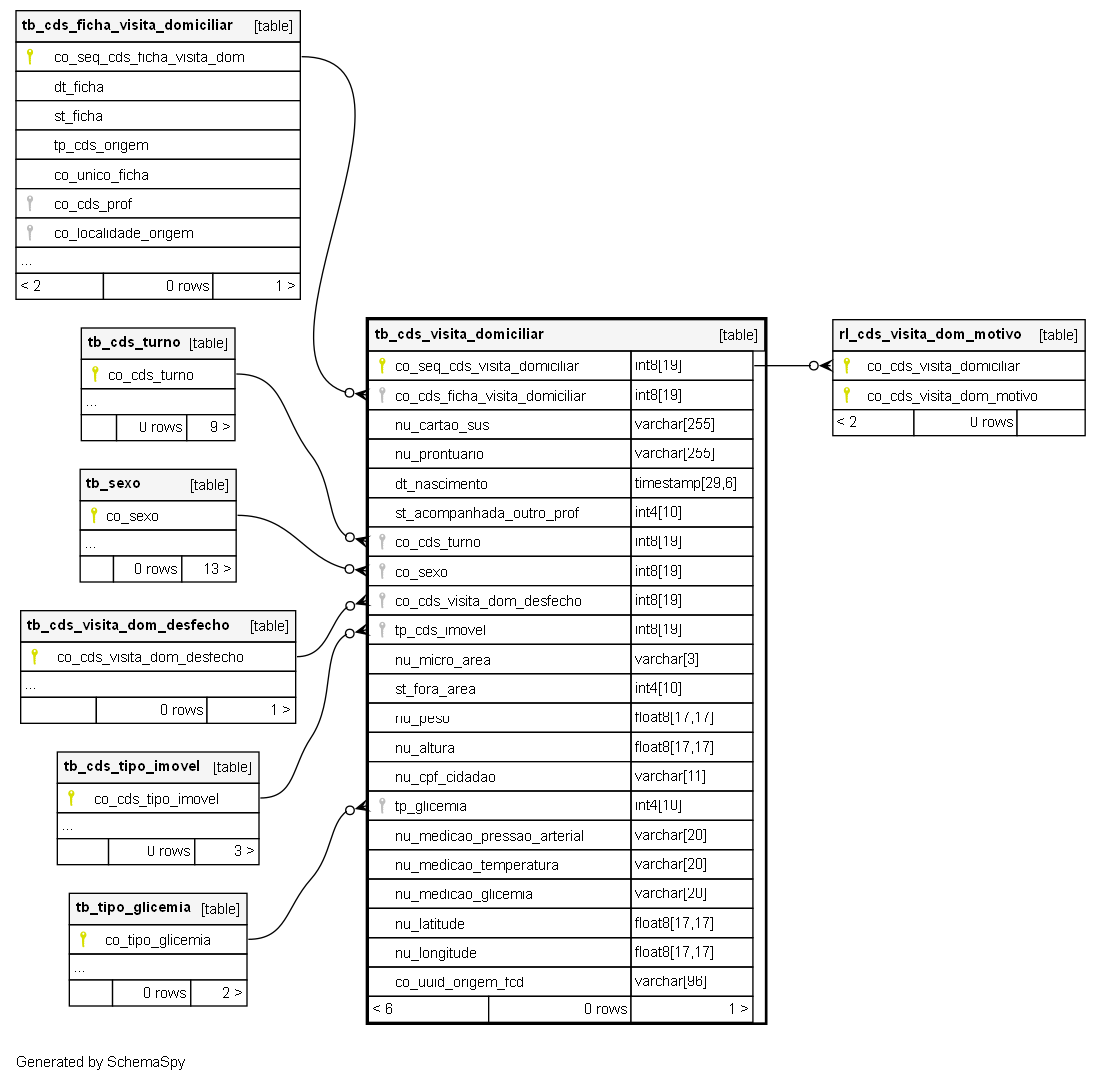 tb_cds_ficha_visita_domiciliar [table]
co_seq_cds_ficha_visita_dom
dt_ficha
st_ficha
tp_cds_origem
co_unico_ficha
co_cds_prof
co_localidade_origem
...
< 2 0 rows 1 >
tb_cds_turno [table]
co_cds_turno
...
0 rows 9 >
tb_sexo [table]
co_sexo
...
0 rows 13 >
tb_cds_visita_dom_desfecho [table]
co_cds_visita_dom_desfecho
...
0 rows 1 >
tb_cds_tipo_imovel [table]
co_cds_tipo_imovel
...
0 rows 3 >
tb_tipo_glicemia [table]
co_tipo_glicemia
...
0 rows 2 >
tb_cds_visita_domiciliar [table]
co_seq_cds_visita_domiciliar int8[19]
co_cds_ficha_visita_domiciliar int8[19]
nu_cartao_sus varchar[255]
nu_prontuario varchar[255]
dt_nascimento timestamp[29,6]
st_acompanhada_outro_prof int4[10]
co_cds_turno int8[19]
co_sexo int8[19]
co_cds_visita_dom_desfecho int8[19]
tp_cds_imovel int8[19]
nu_micro_area varchar[3]
st_fora_area int4[10]
nu_peso float8[17,17]
nu_altura float8[17,17]
nu_cpf_cidadao varchar[11]
tp_glicemia int4[10]
nu_medicao_pressao_arterial varchar[20]
nu_medicao_temperatura varchar[20]
nu_medicao_glicemia varchar[20]
nu_latitude float8[17,17]
nu_longitude float8[17,17]
co_uuid_origem_fcd varchar[96]
< 6 0 rows 1 >
rl_cds_visita_dom_motivo [table]
co_cds_visita_domiciliar
co_cds_visita_dom_motivo
< 2 0 rows
Generated by SchemaSpy